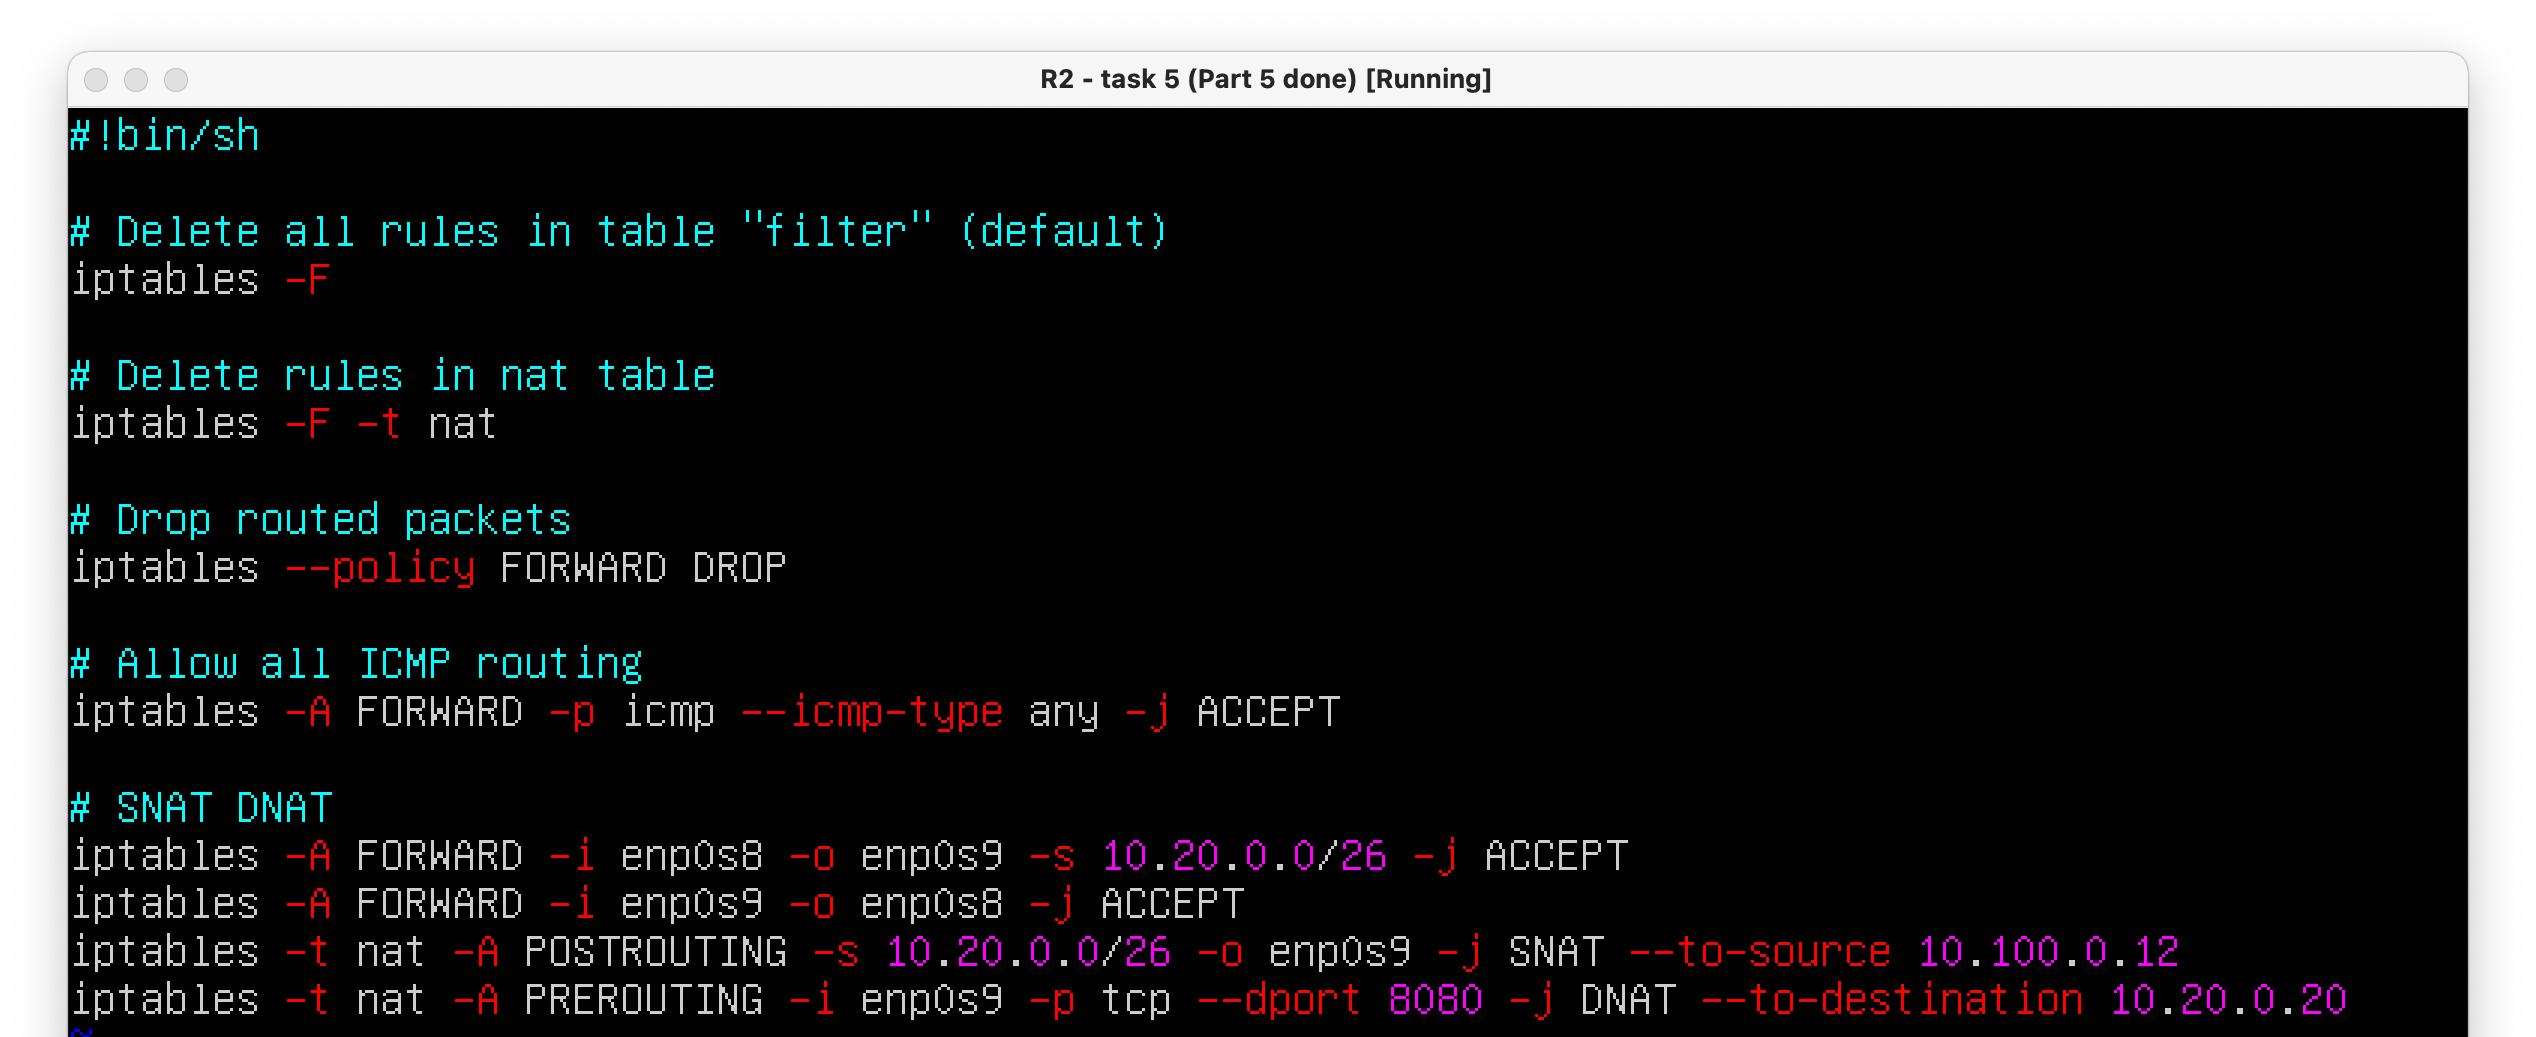 R2 - task 5 (Part 5 done) [Running]
#!bin/sh
# Delete all rules in table "filter" (default)
iptables -F
# Delete rules in nat table
iptables -F -t nat
# Drop routed packets
iptables --policy FORWARD DROP
# Allow all ICMP routing
iptables -A FORWARD -p icmp --icmp-type any -j ACCEPT
# SNAT DNAT
iptables -A FORWARD -i enp0s8 -o enp0s9 -s 10.20.0.0/26 -j ACCEPT
iptables -A FORWARD -i enp0s9 -o enp0s8 -j ACCEPT
iptables -t nat -A POSTROUTING -s 10.20.0.0/26 -o enp0s9 -j SNAT --to-source 10.100.0.12
iptables -t nat -A PREROUTING -i enp0s9 -p tcp --dport 8080 -j DNAT --to-destination 10.20.0.20
~